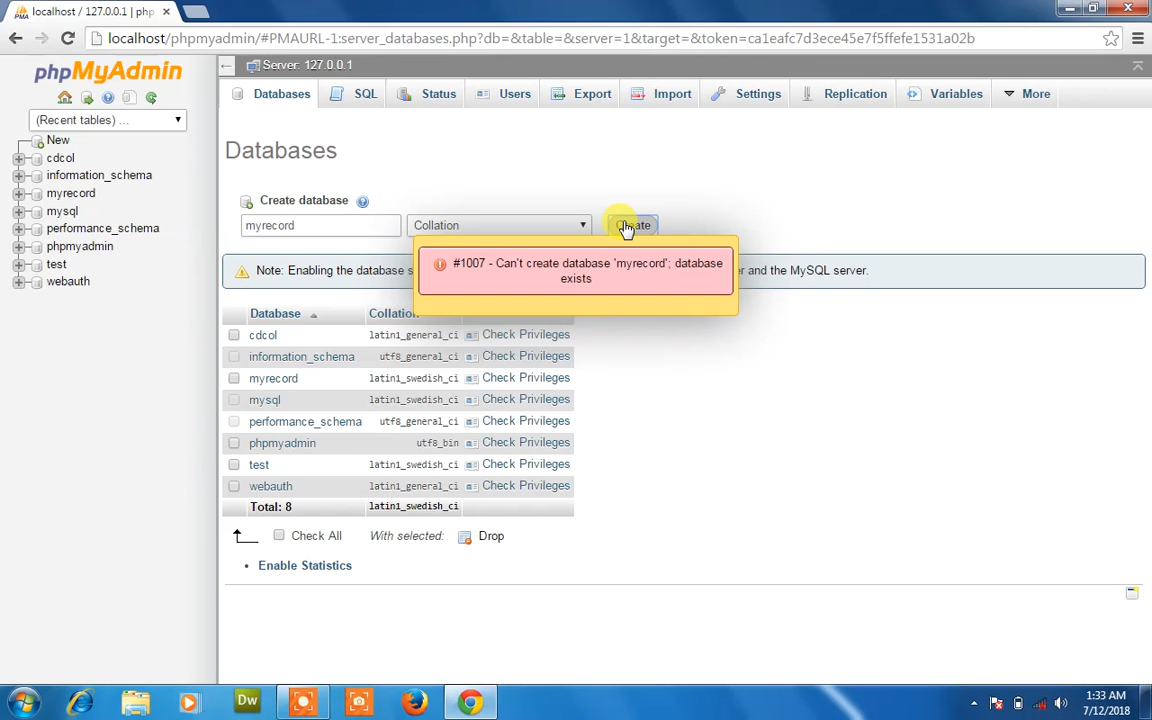 localhost / 127.0.0.1 | php
localhost/phpmyadmin/#PMAURL-1:server_databases.php?db=&table=&server=1&target=&token=ca1eafc7d3ece45e7f5ffefe1531a02b
phpMyAdmin
(Recent tables) ...
New
cdcol
information_schema
myrecord
mysql
performance_schema
phpmyadmin
test
webauth
Server: 127.0.0.1
Databases
SQL
Status
Users
Export
Import
Settings
Replication
Variables
More
Databases
Create database
myrecord
Collation
Create
#1007 - Can't create database 'myrecord'; database
exists
Note: Enabling the database s
r and the MySQL server.
Database
Collation
cdcol latin1_general_ci Check Privileges
information_schema utf8_general_ci Check Privileges
myrecord latin1_swedish_ci Check Privileges
mysql latin1_swedish_ci Check Privileges
performance_schema utf8_general_ci Check Privileges
phpmyadmin utf8_bin Check Privileges
test latin1_swedish_ci Check Privileges
webauth latin1_general_ci Check Privileges
Total: 8 latin1_swedish_ci
Check All With selected: Drop
Enable Statistics
Dw
1:33 AM
7/12/2018